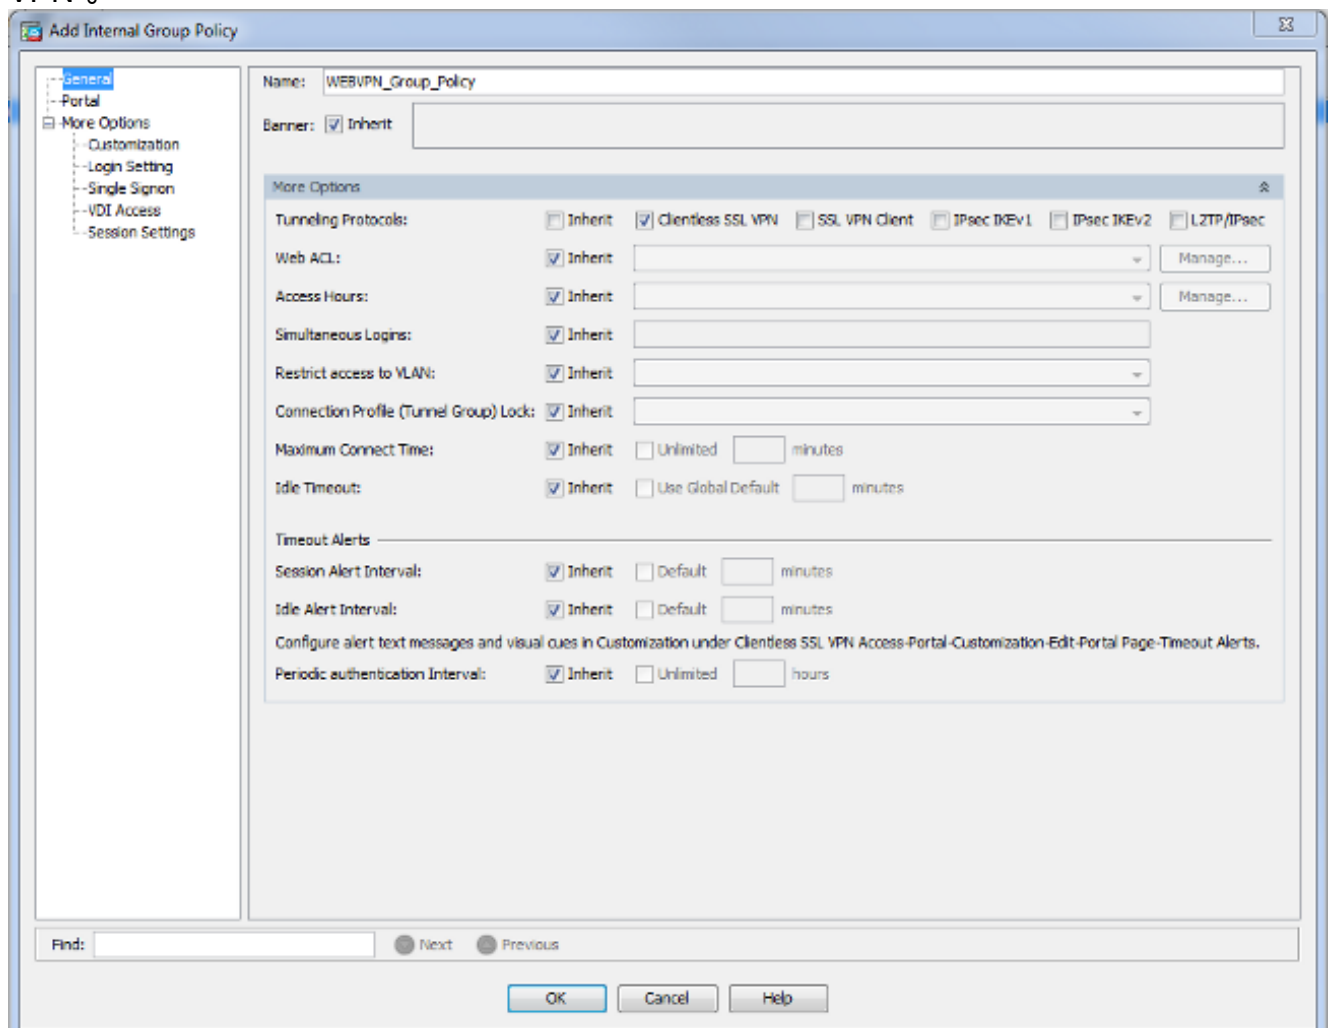 Add Internal Group Policy
General
Portal
More Options
Customization
Login Setting
Single Signon
VDI Access
Session Settings
Name: WEBVPN_Group_Policy
Banner: Inherit
More Options
Tunneling Protocols: Inherit Clientless SSL VPN SSL VPN Client IPsec IKEv1 IPsec IKEv2 L2TP/IPsec
Web ACL: Inherit Manage...
Access Hours: Inherit Manage...
Simultaneous Logins: Inherit
Restrict access to VLAN: Inherit
Connection Profile (Tunnel Group) Lock: Inherit
Maximum Connect Time: Inherit Unlimited minutes
Idle Timeout: Inherit Use Global Default minutes
Timeout Alerts
Session Alert Interval: Inherit Default minutes
Idle Alert Interval: Inherit Default minutes
Configure alert text messages and visual cues in Customization under Clientless SSL VPN Access-Portal-Customization-Edit-Portal Page-Timeout Alerts.
Periodic authentication Interval: Inherit Unlimited hours
Find: Next Previous
OK Cancel Help